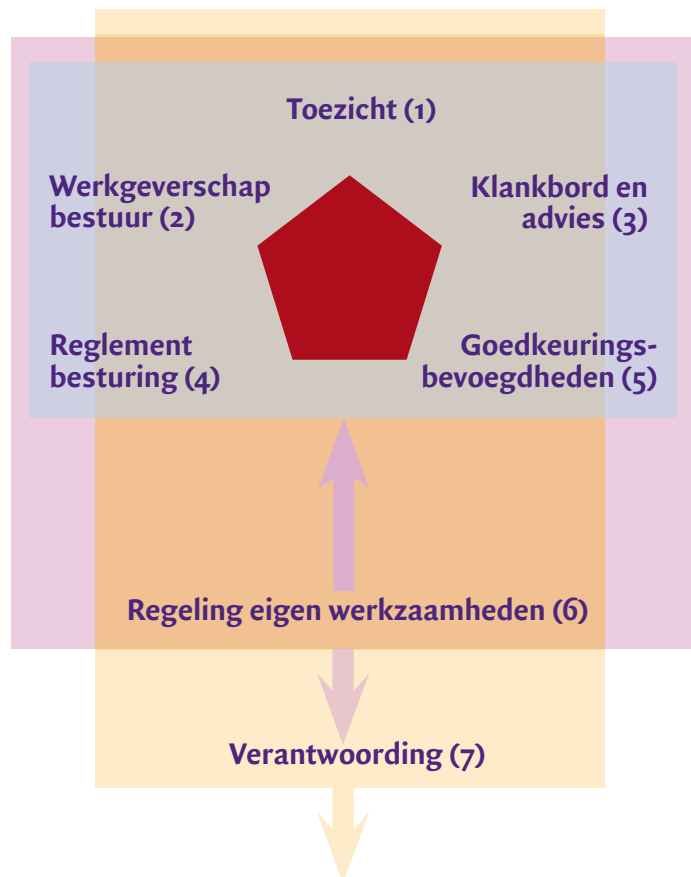 Toezicht (1)
Werkgeverschap
bestuur (2)
Klankbord en
advies (3)
Reglement
besturing (4)
Goedkeurings-
bevoegdheden (5)
Regeling eigen werkzaamheden (6)
Verantwoording (7)